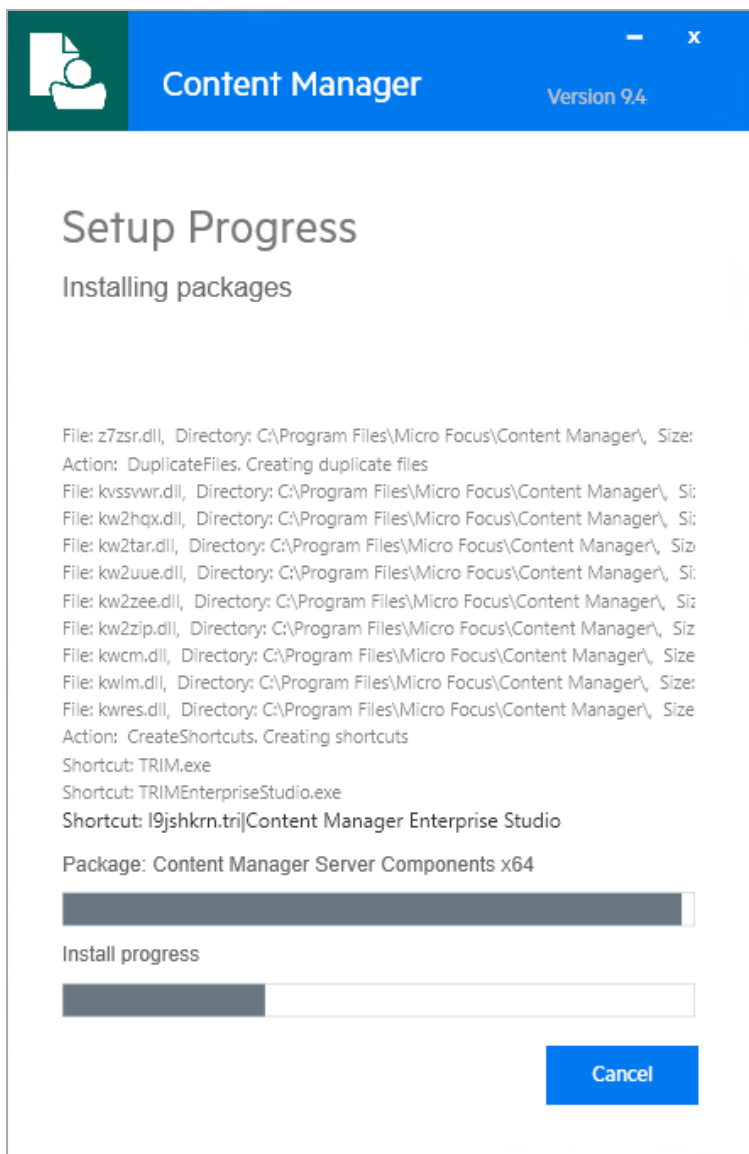 Content Manager
Version 9.4
x
Setup Progress
Installing packages
File: z7zsr.dll, Directory: C:\Program Files\Micro Focus\Content Manager\, Size:
Action: DuplicateFiles. Creating duplicate files
File: kvssvwr.dll, Directory: C:\Program Files\Micro Focus\Content Manager\, Si
File: kw2hqx.dll, Directory: C:\Program Files\Micro Focus\Content Manager\, Si
File: kw2tar.dll, Directory: C:\Program Files\Micro Focus\Content Manager\, Siz
File: kw2uue.dll, Directory: C:\Program Files\Micro Focus\Content Manager\, Si
File: kw2zee.dll, Directory: C:\Program Files\Micro Focus\Content Manager\, Siz
File: kw2zip.dll, Directory: C:\Program Files\Micro Focus\Content Manager\, Siz
File: kwcm.dll, Directory: C:\Program Files\Micro Focus\Content Manager\, Size
File: kwlm.dll, Directory: C:\Program Files\Micro Focus\Content Manager\, Size:
File: kwres.dll, Directory: C:\Program Files\Micro Focus\Content Manager\, Size
Action: CreateShortcuts. Creating shortcuts
Shortcut: TRIM.exe
Shortcut: TRIMEnterpriseStudio.exe
Shortcut: l9jshkrn.tri|Content Manager Enterprise Studio
Package: Content Manager Server Components x64
Install progress
Cancel